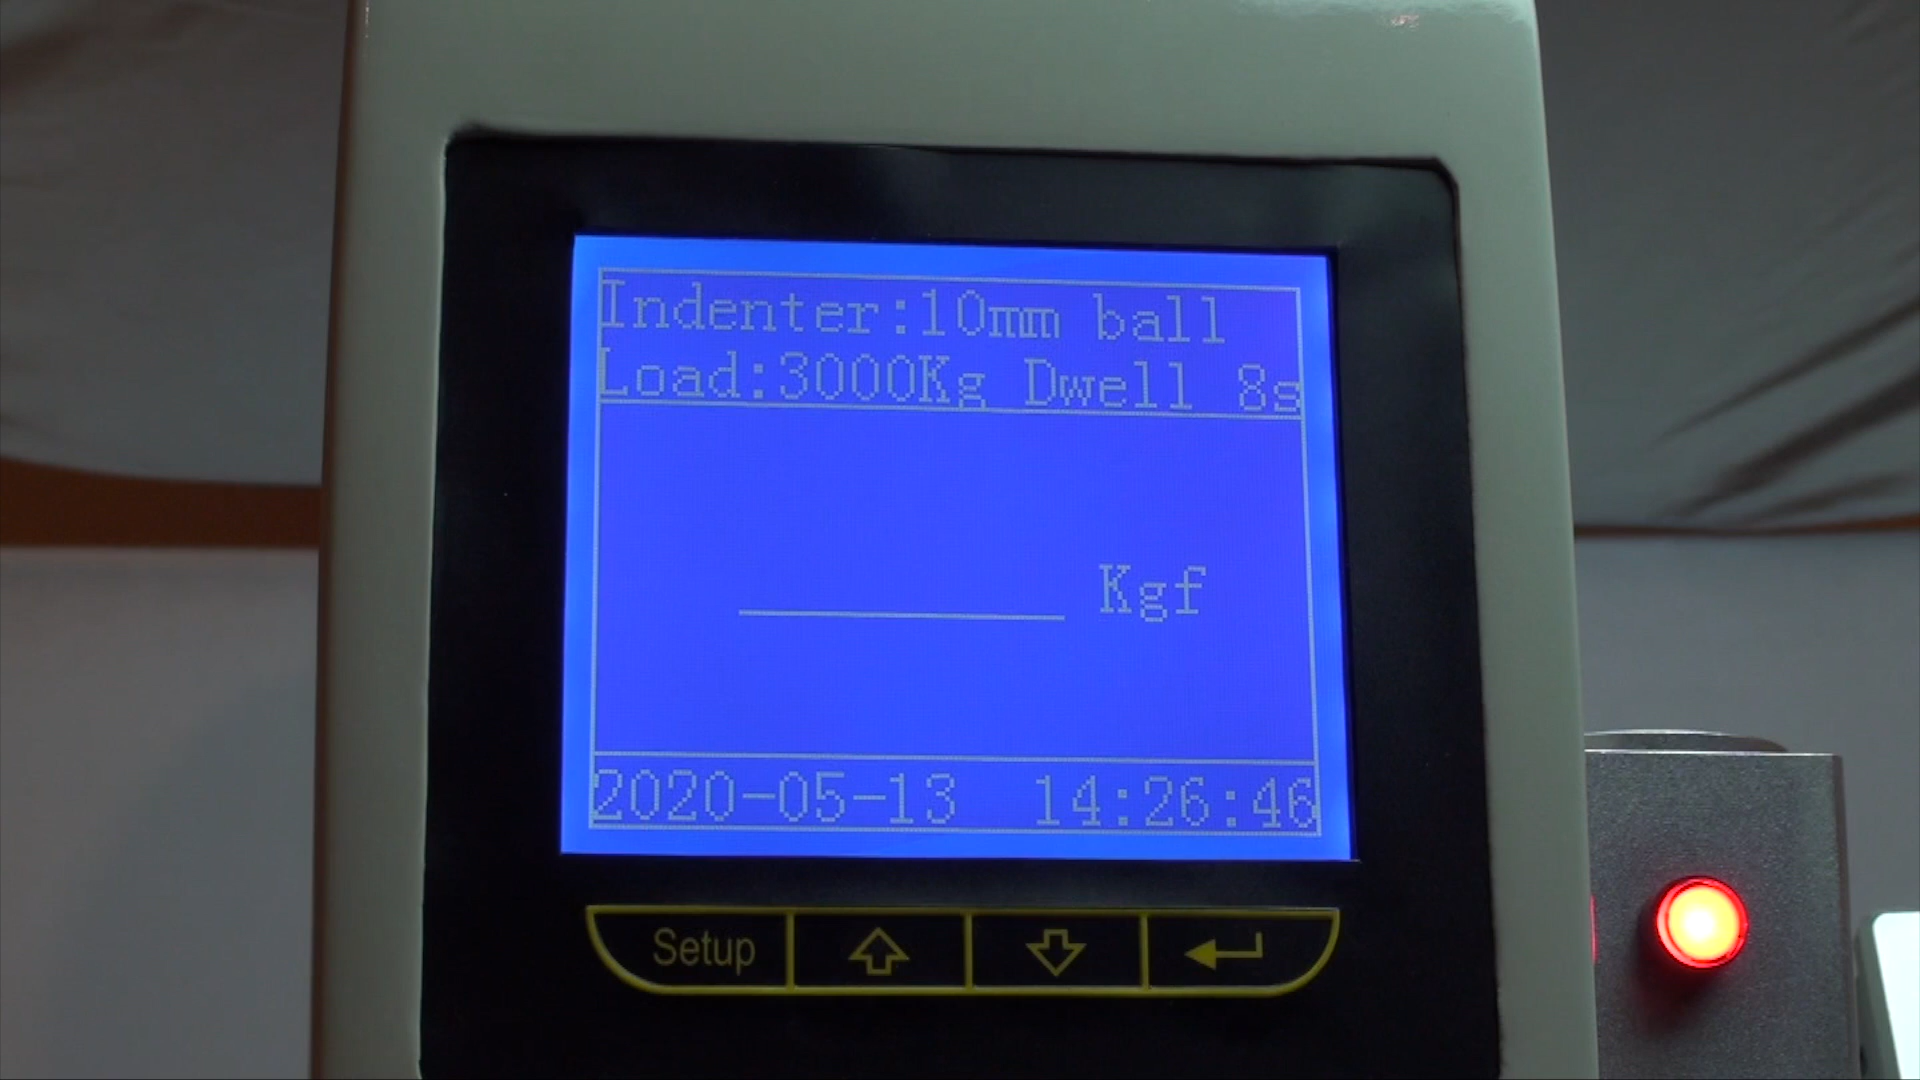 Indenter:10mm ball
Load:3000Kg Dwell 8s
Kgf
2020-05-13 14:26:46
Setup